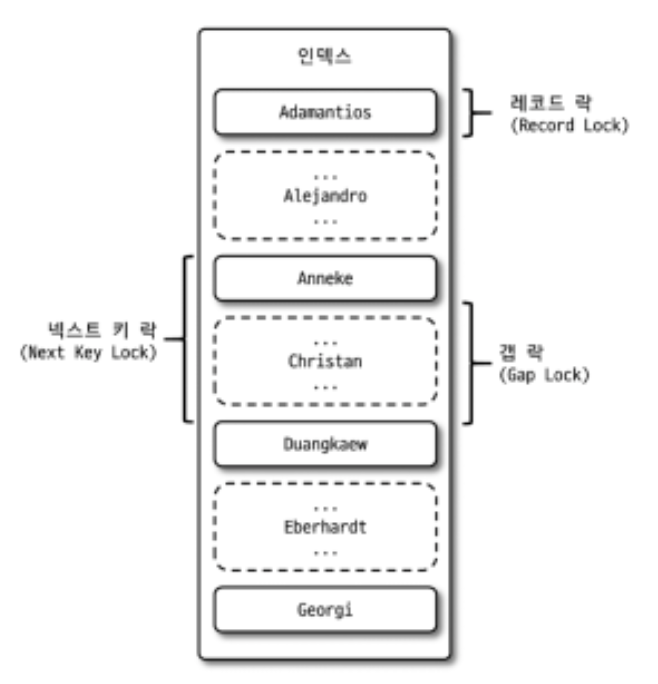 인덱스
Adamantios
레코드 락
(Record Lock)
...
Alejandro
...
Anneke
넥스트 키 락
(Next Key Lock)
...
Christan
...
갭 락
(Gap Lock)
Duangkaew
...
Eberhardt
...
Georgi